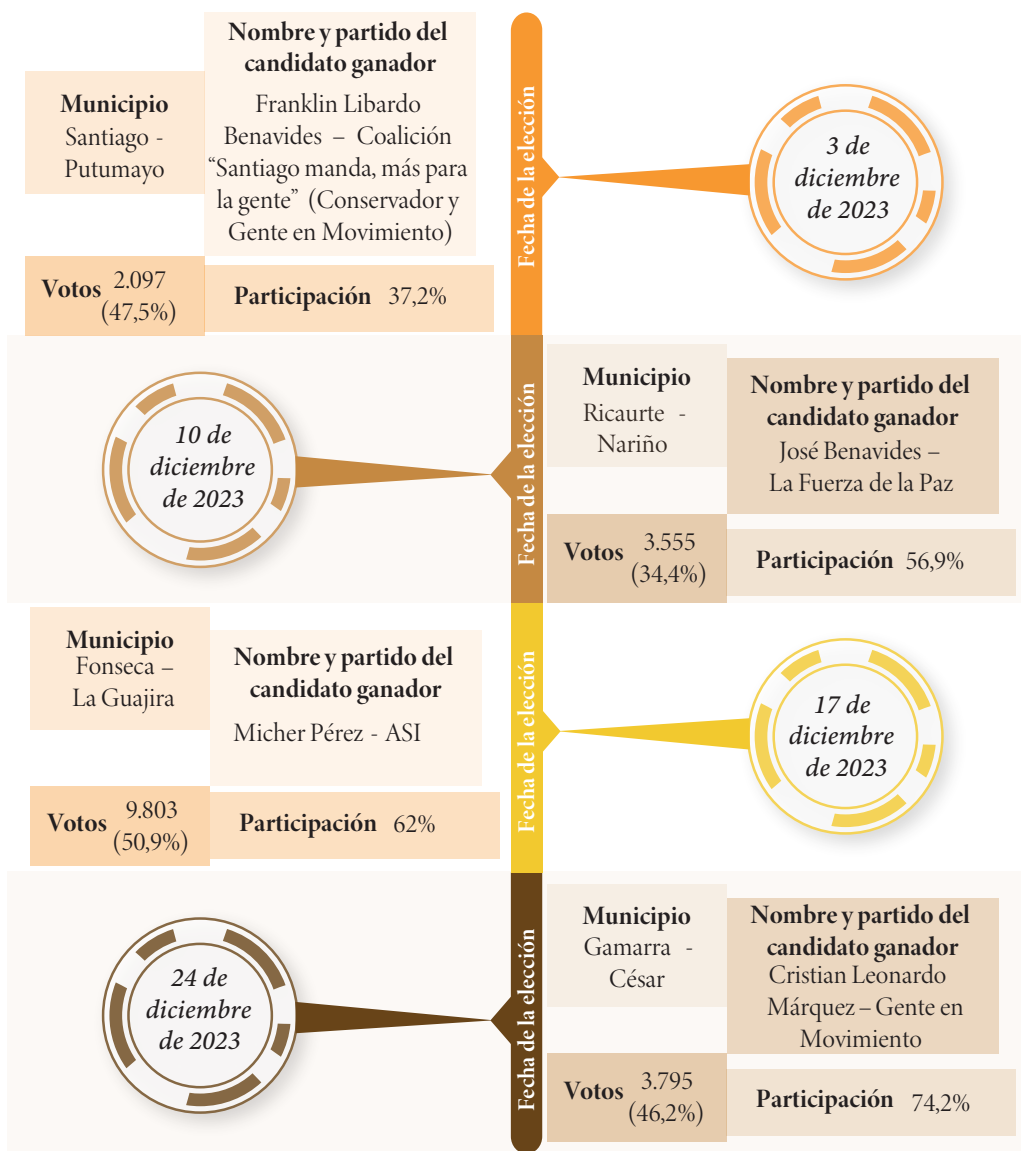 Municipio
Santiago -
Putumayo
Nombre y partido del
candidato ganador
Franklin Libardo
Benavides – Coalición
“Santiago manda, más para
la gente” (Conservador y
Gente en Movimiento)
Votos 2.097
(47,5%)
Participación 37,2%
Fecha de la elección
3 de
diciembre
de 2023
10 de
diciembre
de 2023
Fecha de la elección
Municipio
Ricaurte -
Nariño
Nombre y partido del
candidato ganador
José Benavides –
La Fuerza de la Paz
Votos 3.555
(34,4%)
Participación 56,9%
Municipio
Fonseca –
La Guajira
Nombre y partido del
candidato ganador
Micher Pérez - ASI
Votos 9.803
(50,9%)
Participación 62%
Fecha de la elección
17 de
diciembre
de 2023
24 de
diciembre
de 2023
Fecha de la elección
Municipio
Gamarra -
César
Nombre y partido del
candidato ganador
Cristian Leonardo
Márquez – Gente en
Movimiento
Votos 3.795
(46,2%)
Participación 74,2%